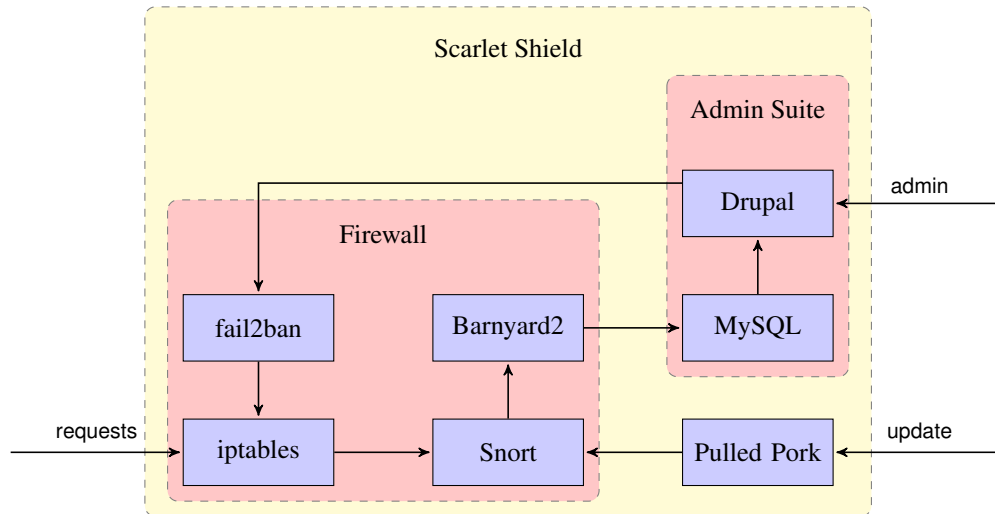 Scarlet Shield
Admin Suite
admin
Drupal
Firewall
fail2ban
Barnyard2
MySQL
requests
update
iptables
Snort
Pulled Pork